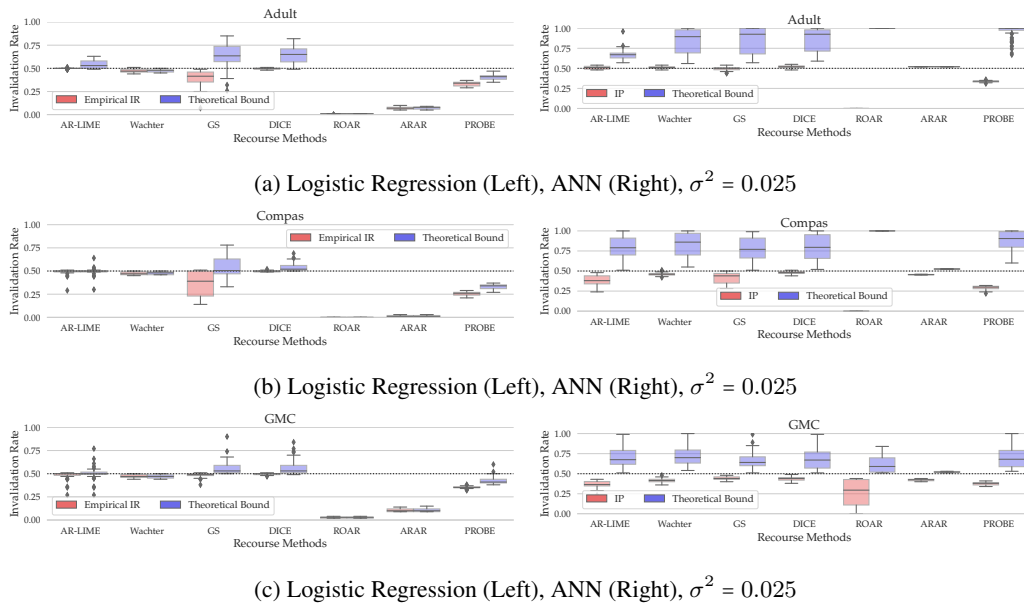 Adult
Invalidation Rate
1.00
0.75
0.50
0.25
0.00
Empirical IR Theoretical Bound
AR-LIME Wachter GS DICE ROAR ARAR PROBE
Recourse Methods
Adult
Invalidation Rate
1.00
0.75
0.50
0.25
0.00
IP Theoretical Bound
AR-LIME Wachter GS DICE ROAR ARAR PROBE
Recourse Methods
(a) Logistic Regression (Left), ANN (Right), σ² = 0.025
Compas
Invalidation Rate
1.00
0.75
0.50
0.25
0.00
Empirical IR Theoretical Bound
AR-LIME Wachter GS DICE ROAR ARAR PROBE
Recourse Methods
Compas
Invalidation Rate
1.00
0.75
0.50
0.25
0.00
IP Theoretical Bound
AR-LIME Wachter GS DICE ROAR ARAR PROBE
Recourse Methods
(b) Logistic Regression (Left), ANN (Right), σ² = 0.025
GMC
Invalidation Rate
1.00
0.75
0.50
0.25
0.00
Empirical IR Theoretical Bound
AR-LIME Wachter GS DICE ROAR ARAR PROBE
Recourse Methods
GMC
Invalidation Rate
1.00
0.75
0.50
0.25
0.00
IP Theoretical Bound
AR-LIME Wachter GS DICE ROAR ARAR PROBE
Recourse Methods
(c) Logistic Regression (Left), ANN (Right), σ² = 0.025